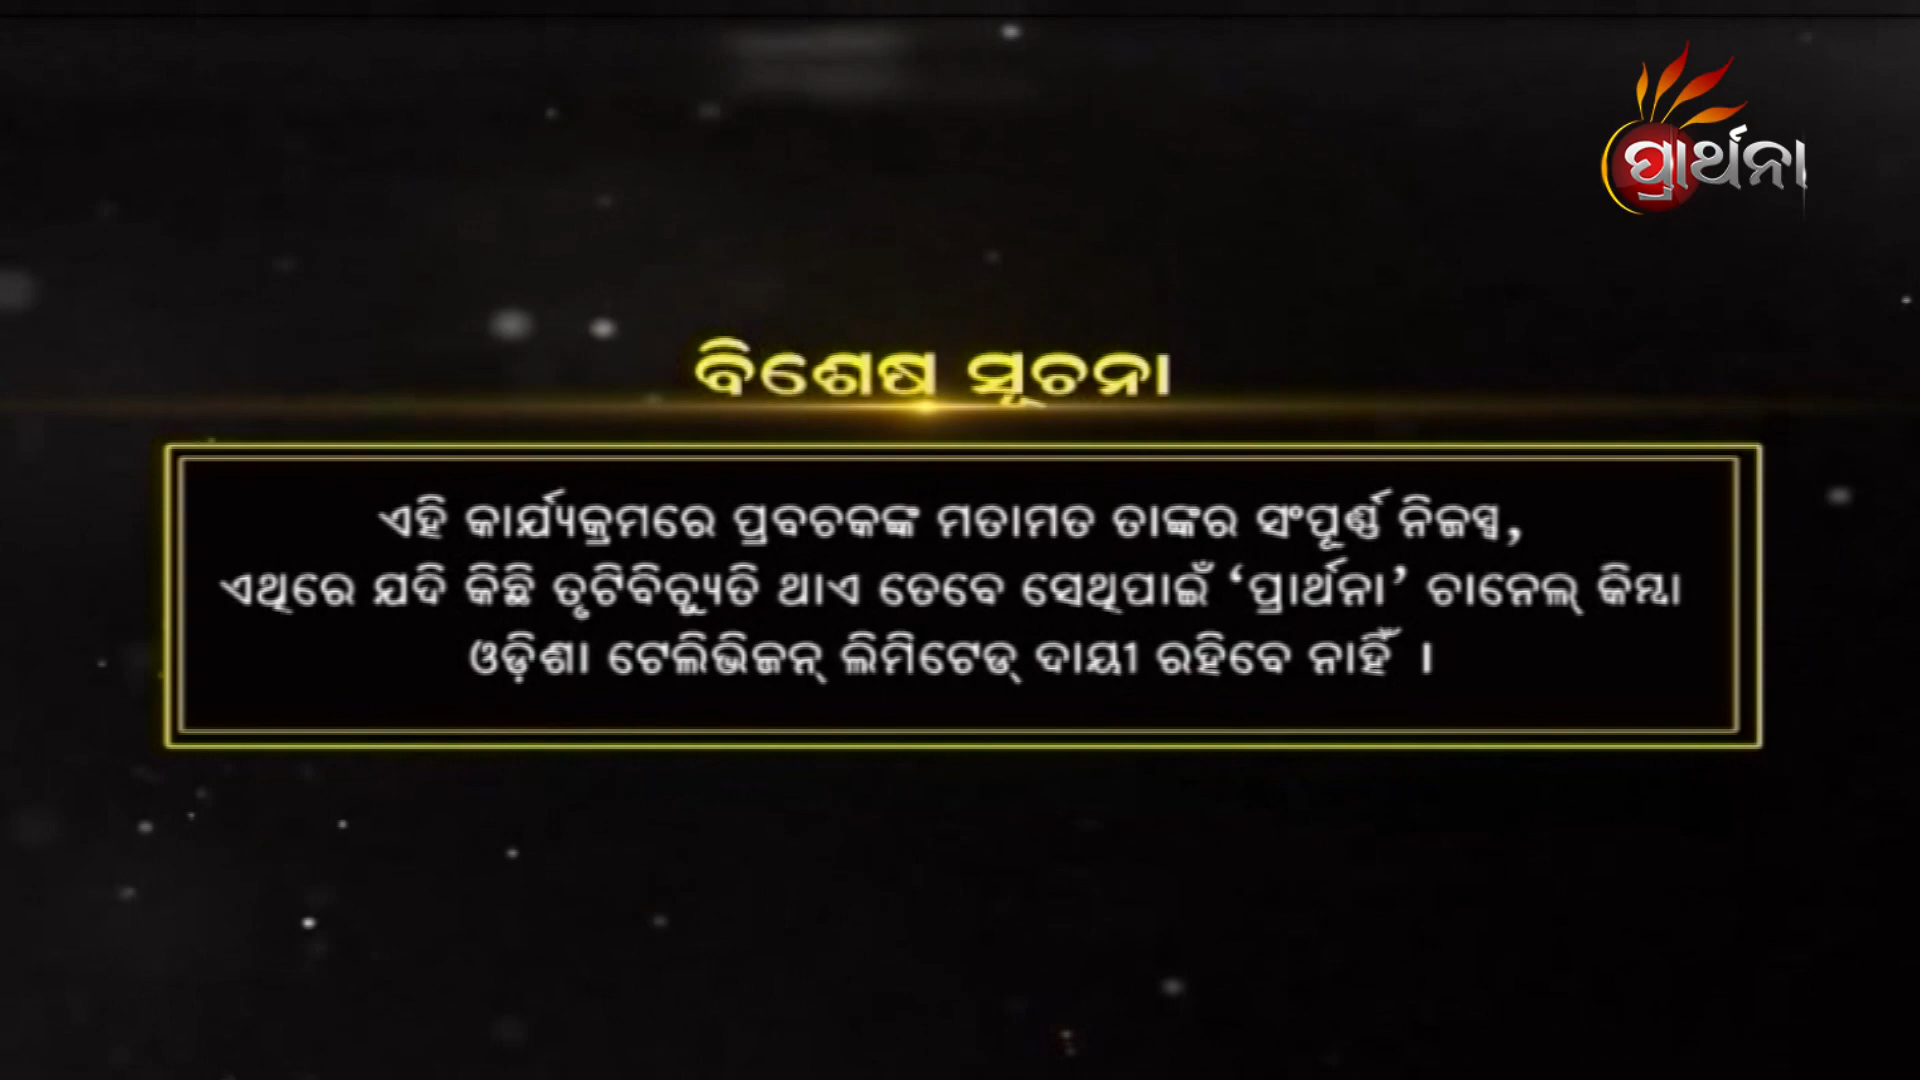 ପ୍ରାର୍ଥନା
ବିଶେଷ ସୂଚନା
ଏହି କାର୍ଯ୍ୟକ୍ରମରେ ପ୍ରବଚକଙ୍କ ମତାମତ ତାଙ୍କର ସଂପୂର୍ଣ୍ଣ ନିଜସ୍ୱ,
ଏଥିରେ ଯଦି କିଛି ତୃଟିବିଚ୍ୟୁତି ଥାଏ ତେବେ ସେଥିପାଇଁ ‘ପ୍ରାର୍ଥନା’ ଚାନେଲ୍ କିମ୍ବା
ଓଡ଼ିଶା ଟେଲିଭିଜନ୍ ଲିମିଟେଡ୍ ଦାୟୀ ରହିବେ ନାହିଁ ।